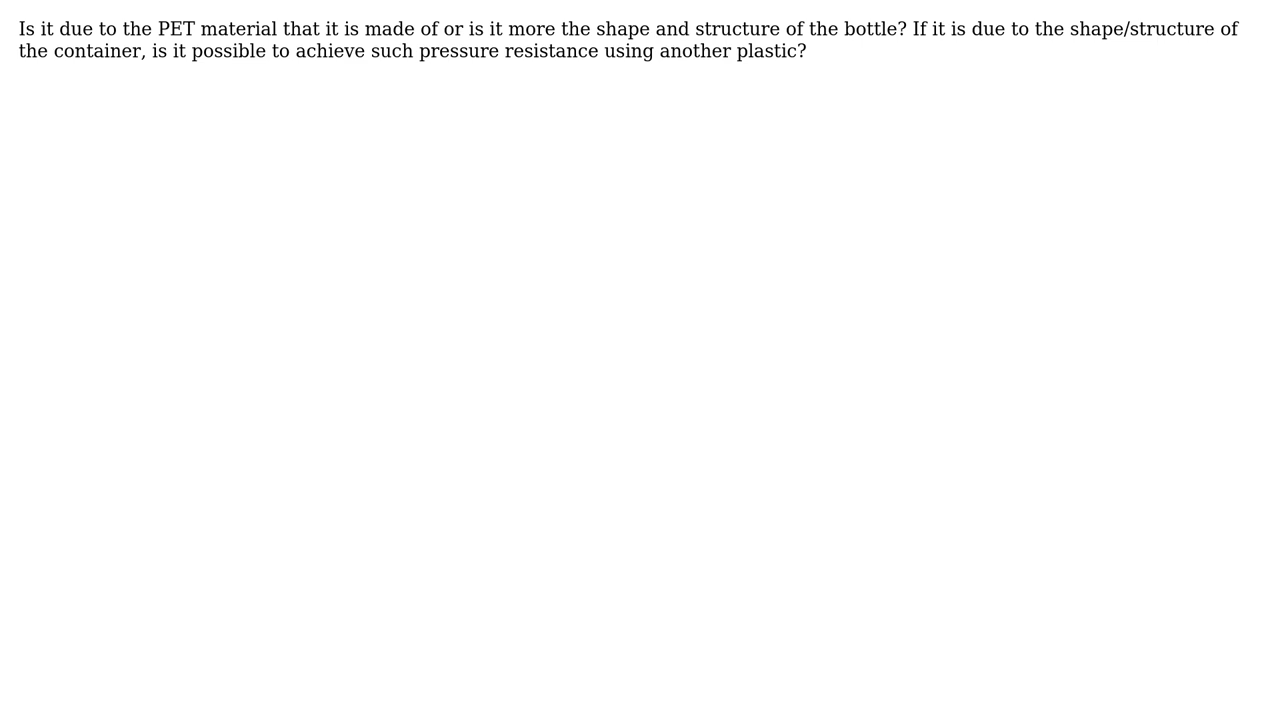 Is it due to the PET material that it is made of or is it more the shape and structure of the bottle? If it is due to the shape/structure of
the container, is it possible to achieve such pressure resistance using another plastic?